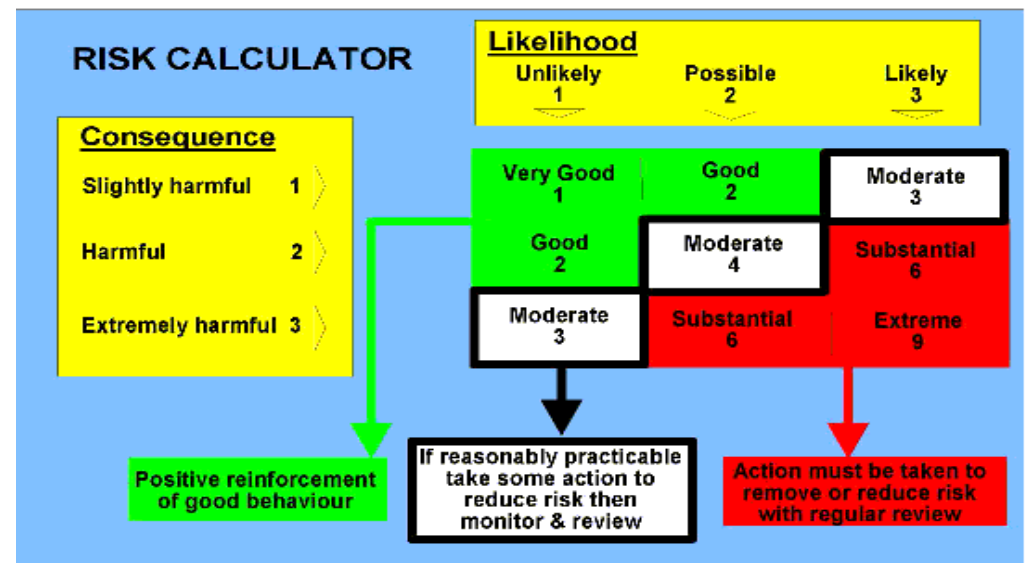 RISK CALCULATOR
Likelihood
Unlikely Possible Likely
1 2 3
Consequence
Slightly harmful 1
Harmful 2
Extremely harmful 3
Very Good Good Moderate
1 2 3
Good Moderate Substantial
2 4 6
Moderate Substantial Extreme
3 6 9
Positive reinforcement
of good behaviour
If reasonably practicable
take some action to
reduce risk then
monitor & review
Action must be taken to
remove or reduce risk
with regular review